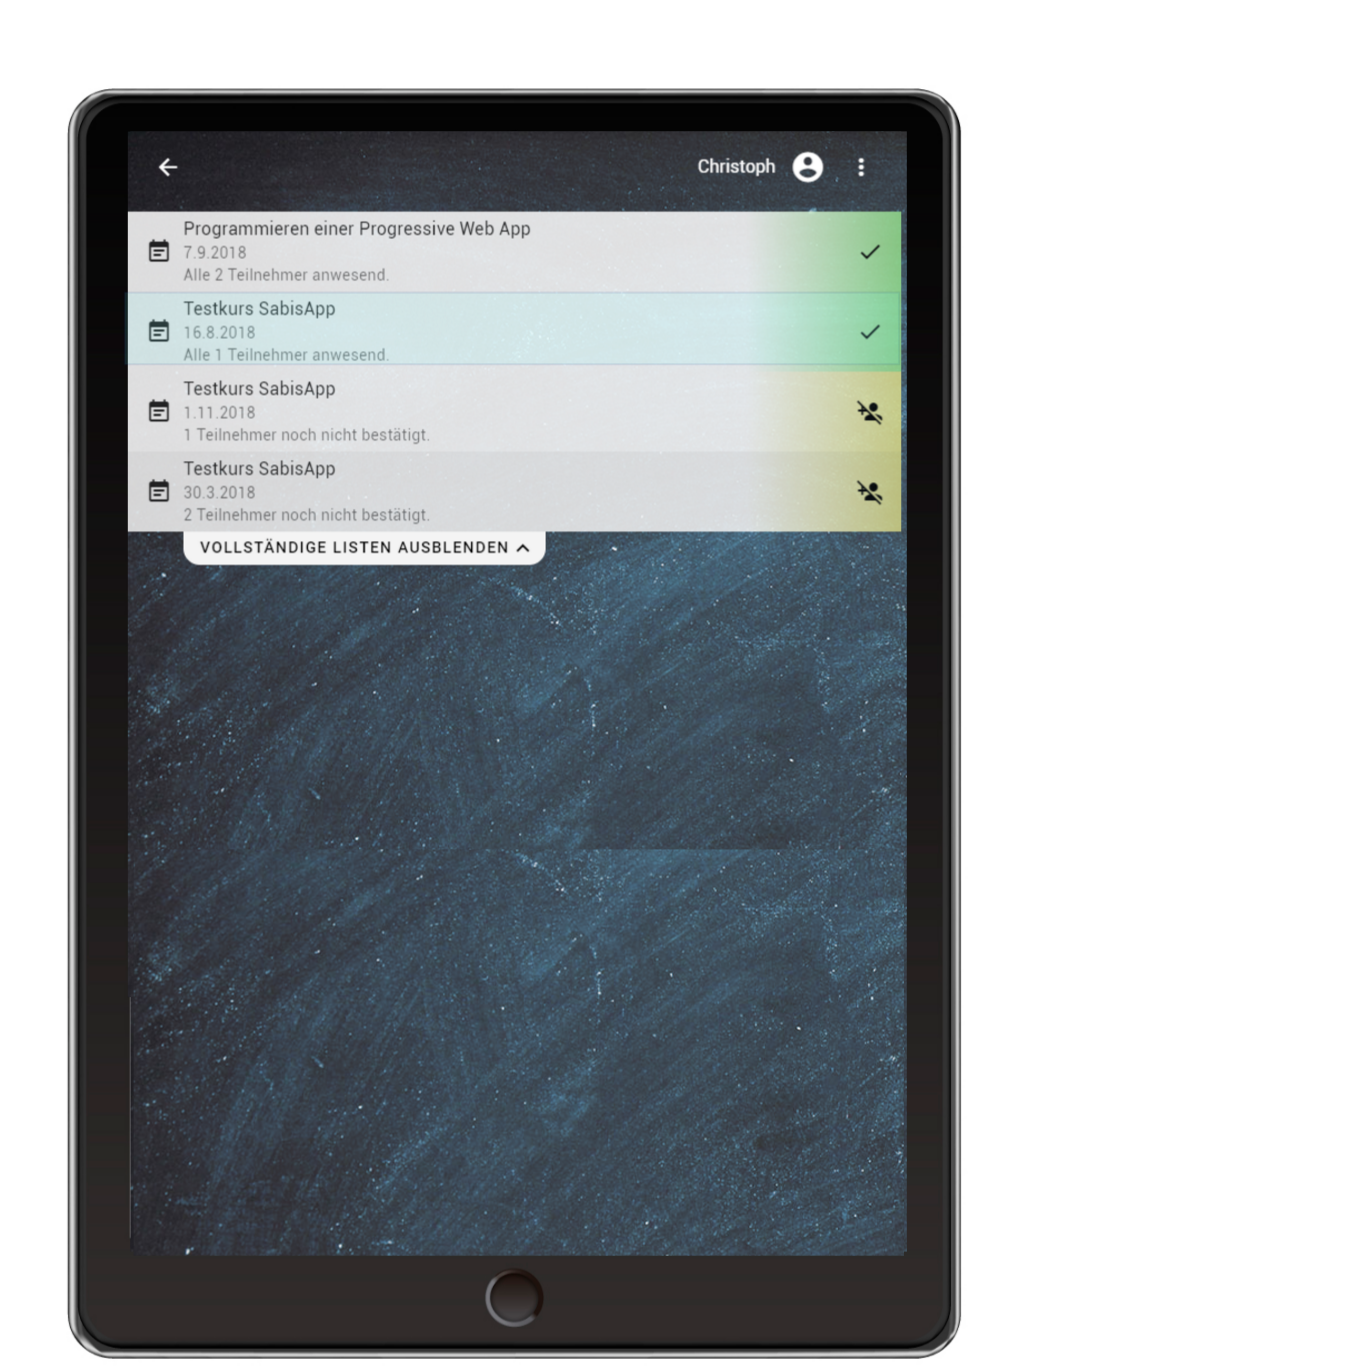 Christoph
Programmieren einer Progressive Web App
7.9.2018
Alle 2 Teilnehmer anwesend.
Testkurs SabisApp
16.8.2018
Alle 1 Teilnehmer anwesend.
Testkurs SabisApp
1.11.2018
1 Teilnehmer noch nicht bestätigt.
Testkurs SabisApp
30.3.2018
2 Teilnehmer noch nicht bestätigt.
VOLLSTÄNDIGE LISTEN AUSBLENDEN